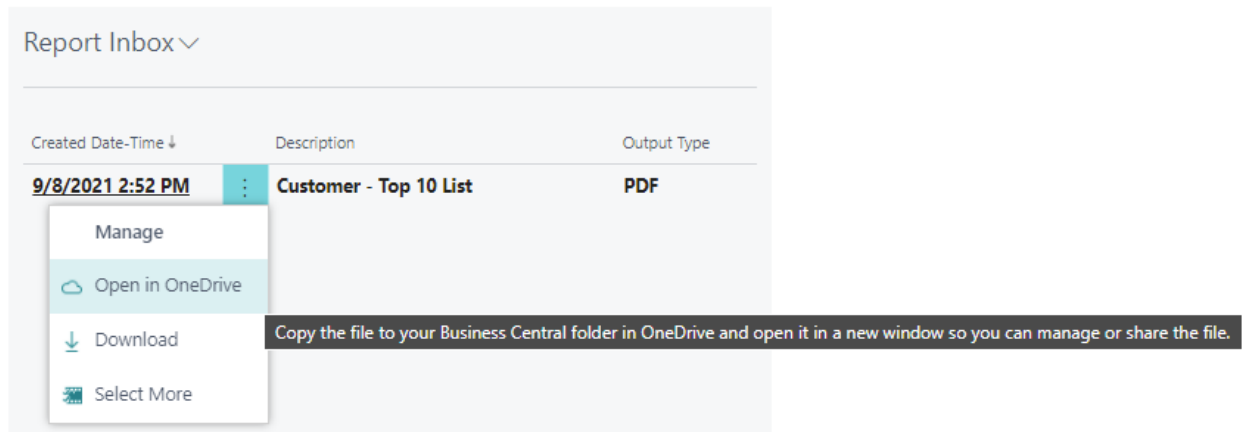 Report Inbox
Created Date-Time Description Output Type
9/8/2021 2:52 PM Customer - Top 10 List PDF
Manage
Open in OneDrive
Copy the file to your Business Central folder in OneDrive and open it in a new window so you can manage or share the file.
Download
Select More